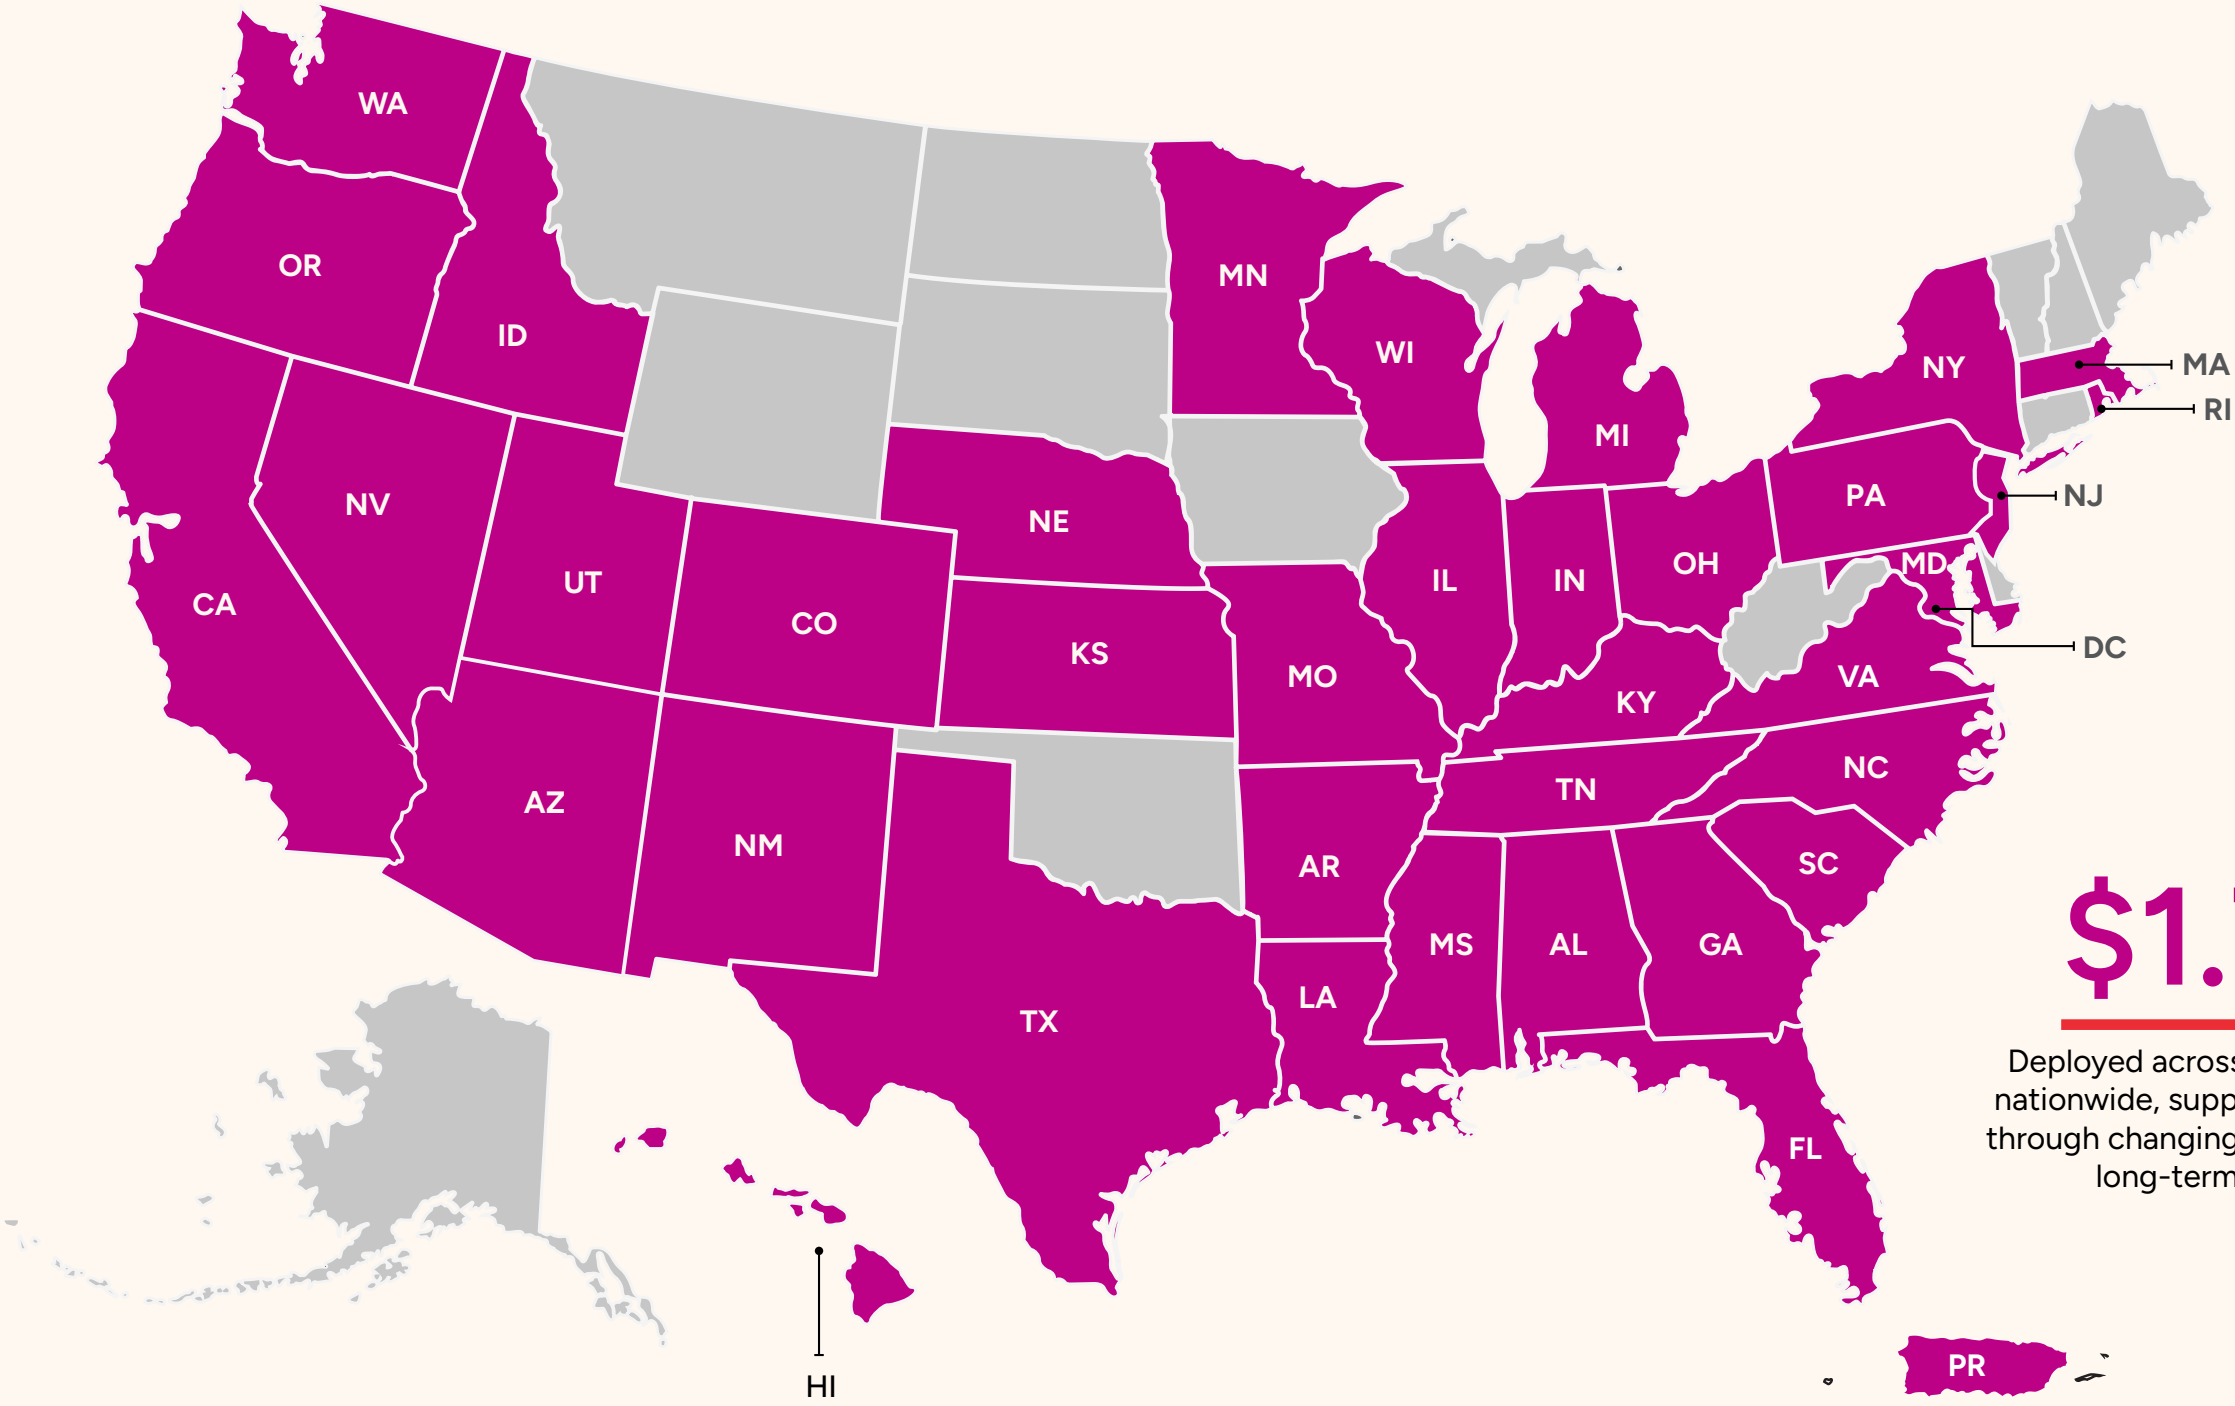 WA
OR
ID
MN
WI
MI
NY
MA
RI
NV
UT
CA
CO
NE
KS
MO
IL
IN
OH
PA
NJ
MD
DC
KY
VA
AZ
NM
AR
TN
NC
SC
MS
AL
GA
LA
TX
FL
HI
PR
$1.
Deployed across
nationwide, supp
through changing
long-term